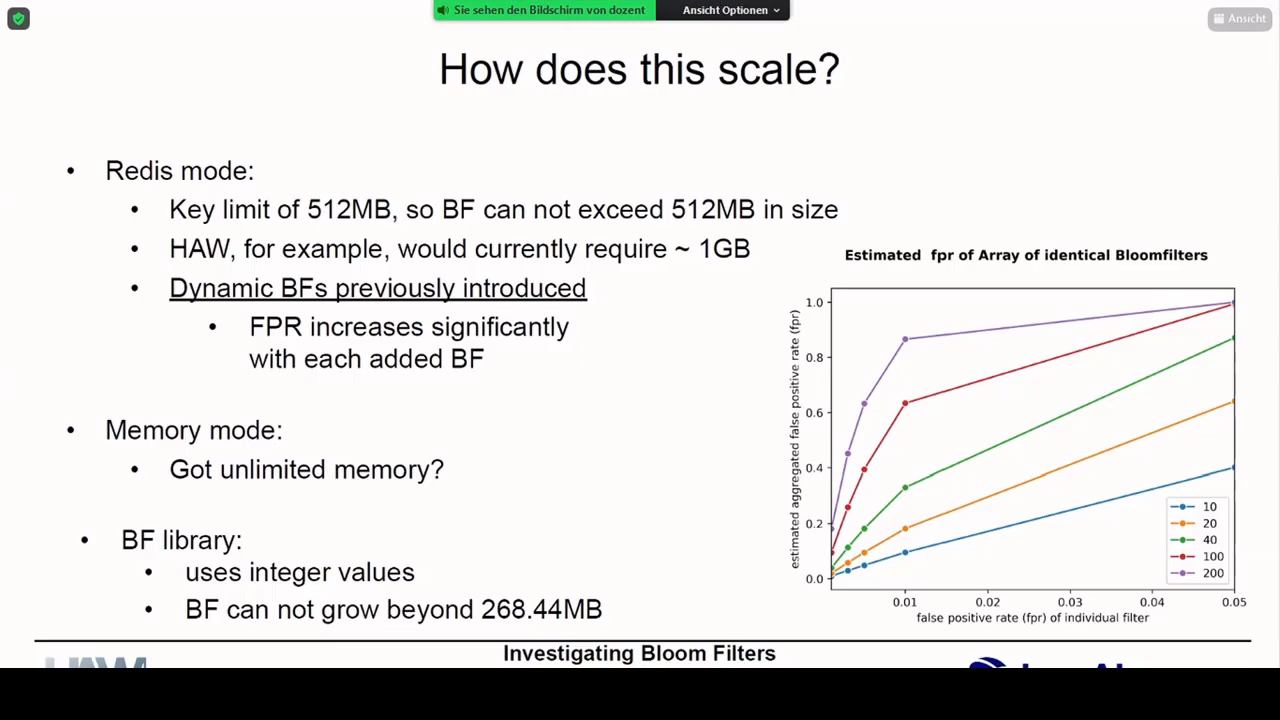 Sie sehen den Bildschirm von dozent
Ansicht Optionen
Ansicht
How does this scale?
• Redis mode:
• Key limit of 512MB, so BF can not exceed 512MB in size
• HAW, for example, would currently require ~ 1GB
• Dynamic BFs previously introduced
• FPR increases significantly
with each added BF
• Memory mode:
• Got unlimited memory?
• BF library:
• uses integer values
• BF can not grow beyond 268.44MB
Estimated fpr of Array of identical Bloomfilters
estimated aggregated false positive rate (fpr)
1.0
0.8
0.6
0.4
0.2
0.0
10
20
40
100
200
0.01 0.02 0.03 0.04 0.05
false positive rate (fpr) of individual filter
Investigating Bloom Filters